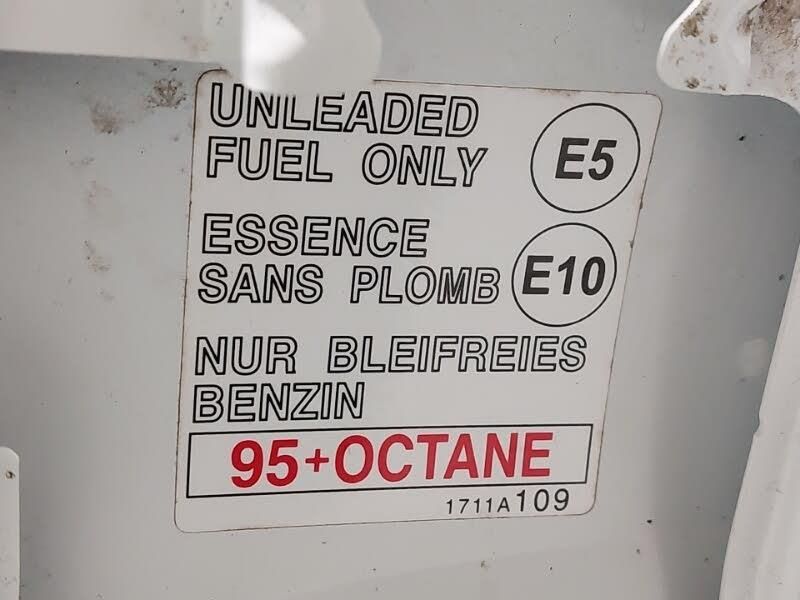 UNLEADED
FUEL ONLY
E5
ESSENCE
SANS PLOMB
E10
NUR BLEIFREIES
BENZIN
95+OCTANE
1711A109